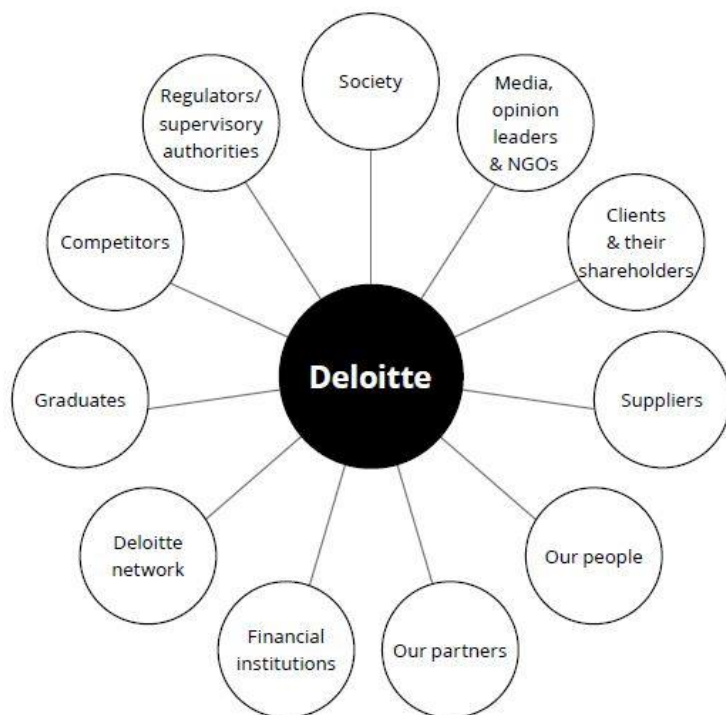 Society
Media,
opinion
leaders
& NGOs
Clients
& their
shareholders
Suppliers
Our people
Our partners
Financial
institutions
Deloitte
network
Graduates
Competitors
Regulators/
supervisory
authorities
Deloitte